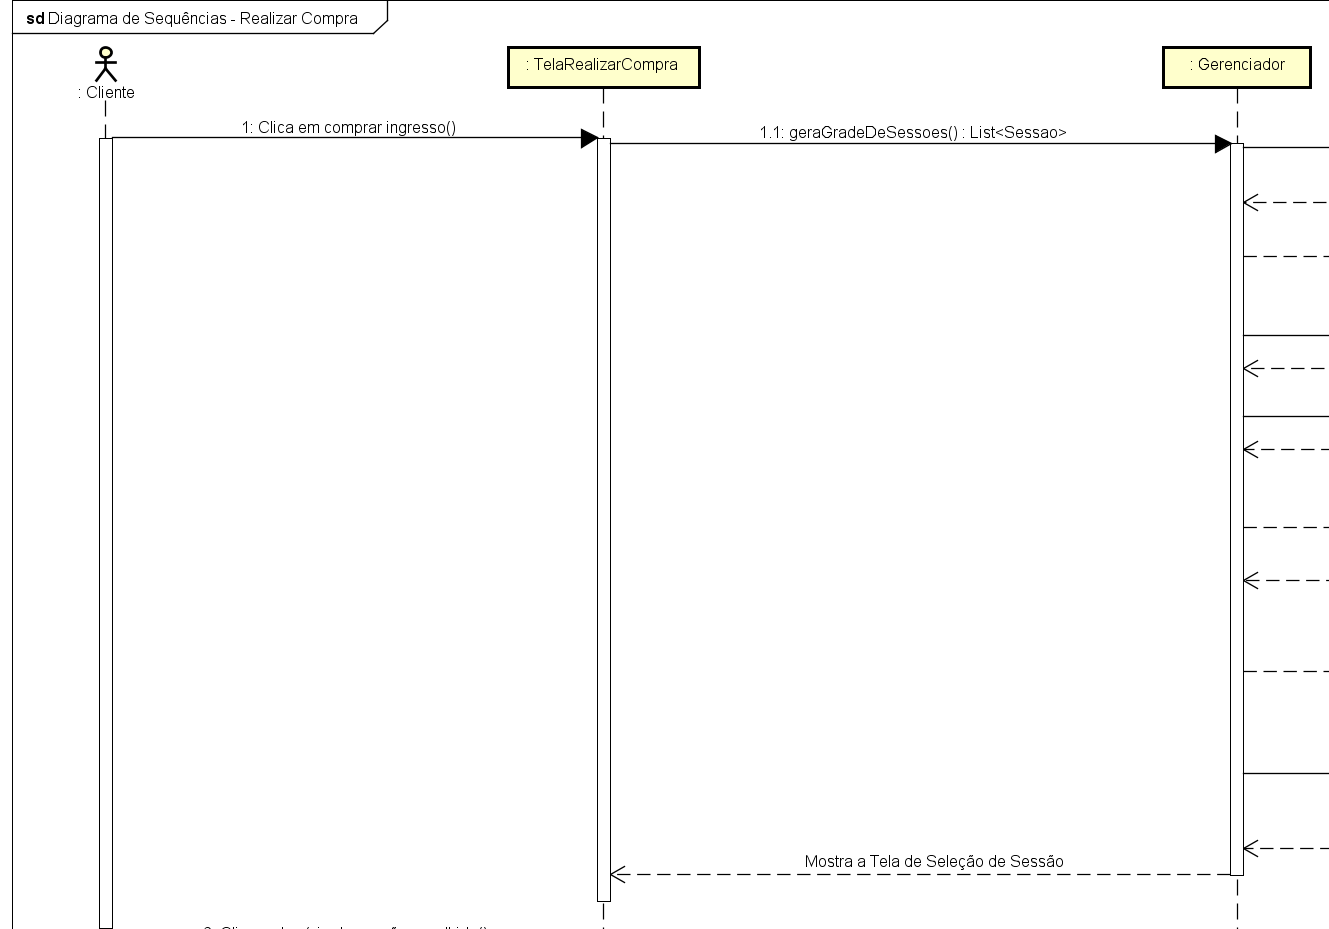 sd Diagrama de Sequências - Realizar Compra
: Cliente
: TelaRealizarCompra
: Gerenciador
1: Clica em comprar ingresso()
1.1: geraGradeDeSessoes() : List<Sessao>
Mostra a Tela de Seleção de Sessão